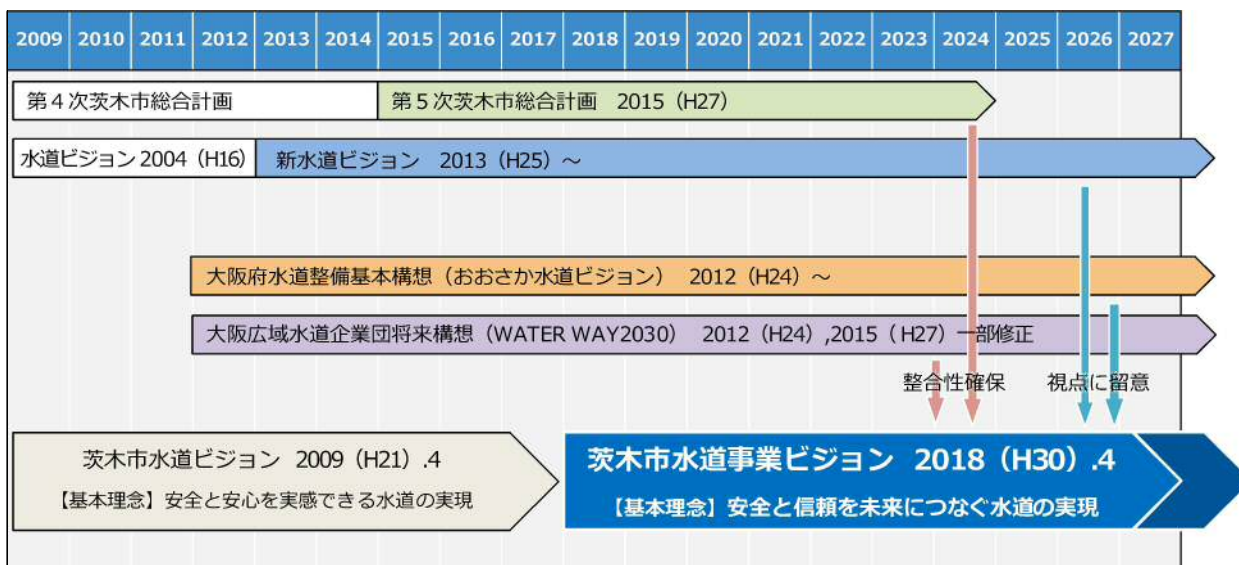 2009 2010 2011 2012 2013 2014 2015 2016 2017 2018 2019 2020 2021 2022 2023 2024 2025 2026 2027
第4次茨木市総合計画 第5次茨木市総合計画 2015(H27)
水道ビジョン2004(H16) 新水道ビジョン 2013(H25)～
大阪府水道整備基本構想(おおさか水道ビジョン) 2012(H24)～
大阪広域水道企業団将来構想(WATER WAY2030) 2012(H24),2015(H27)一部修正
整合性確保 視点に留意
茨木市水道ビジョン 2009(H21).4
【基本理念】安全と安心を実感できる水道の実現
茨木市水道事業ビジョン 2018(H30).4
【基本理念】安全と信頼を未来につなぐ水道の実現